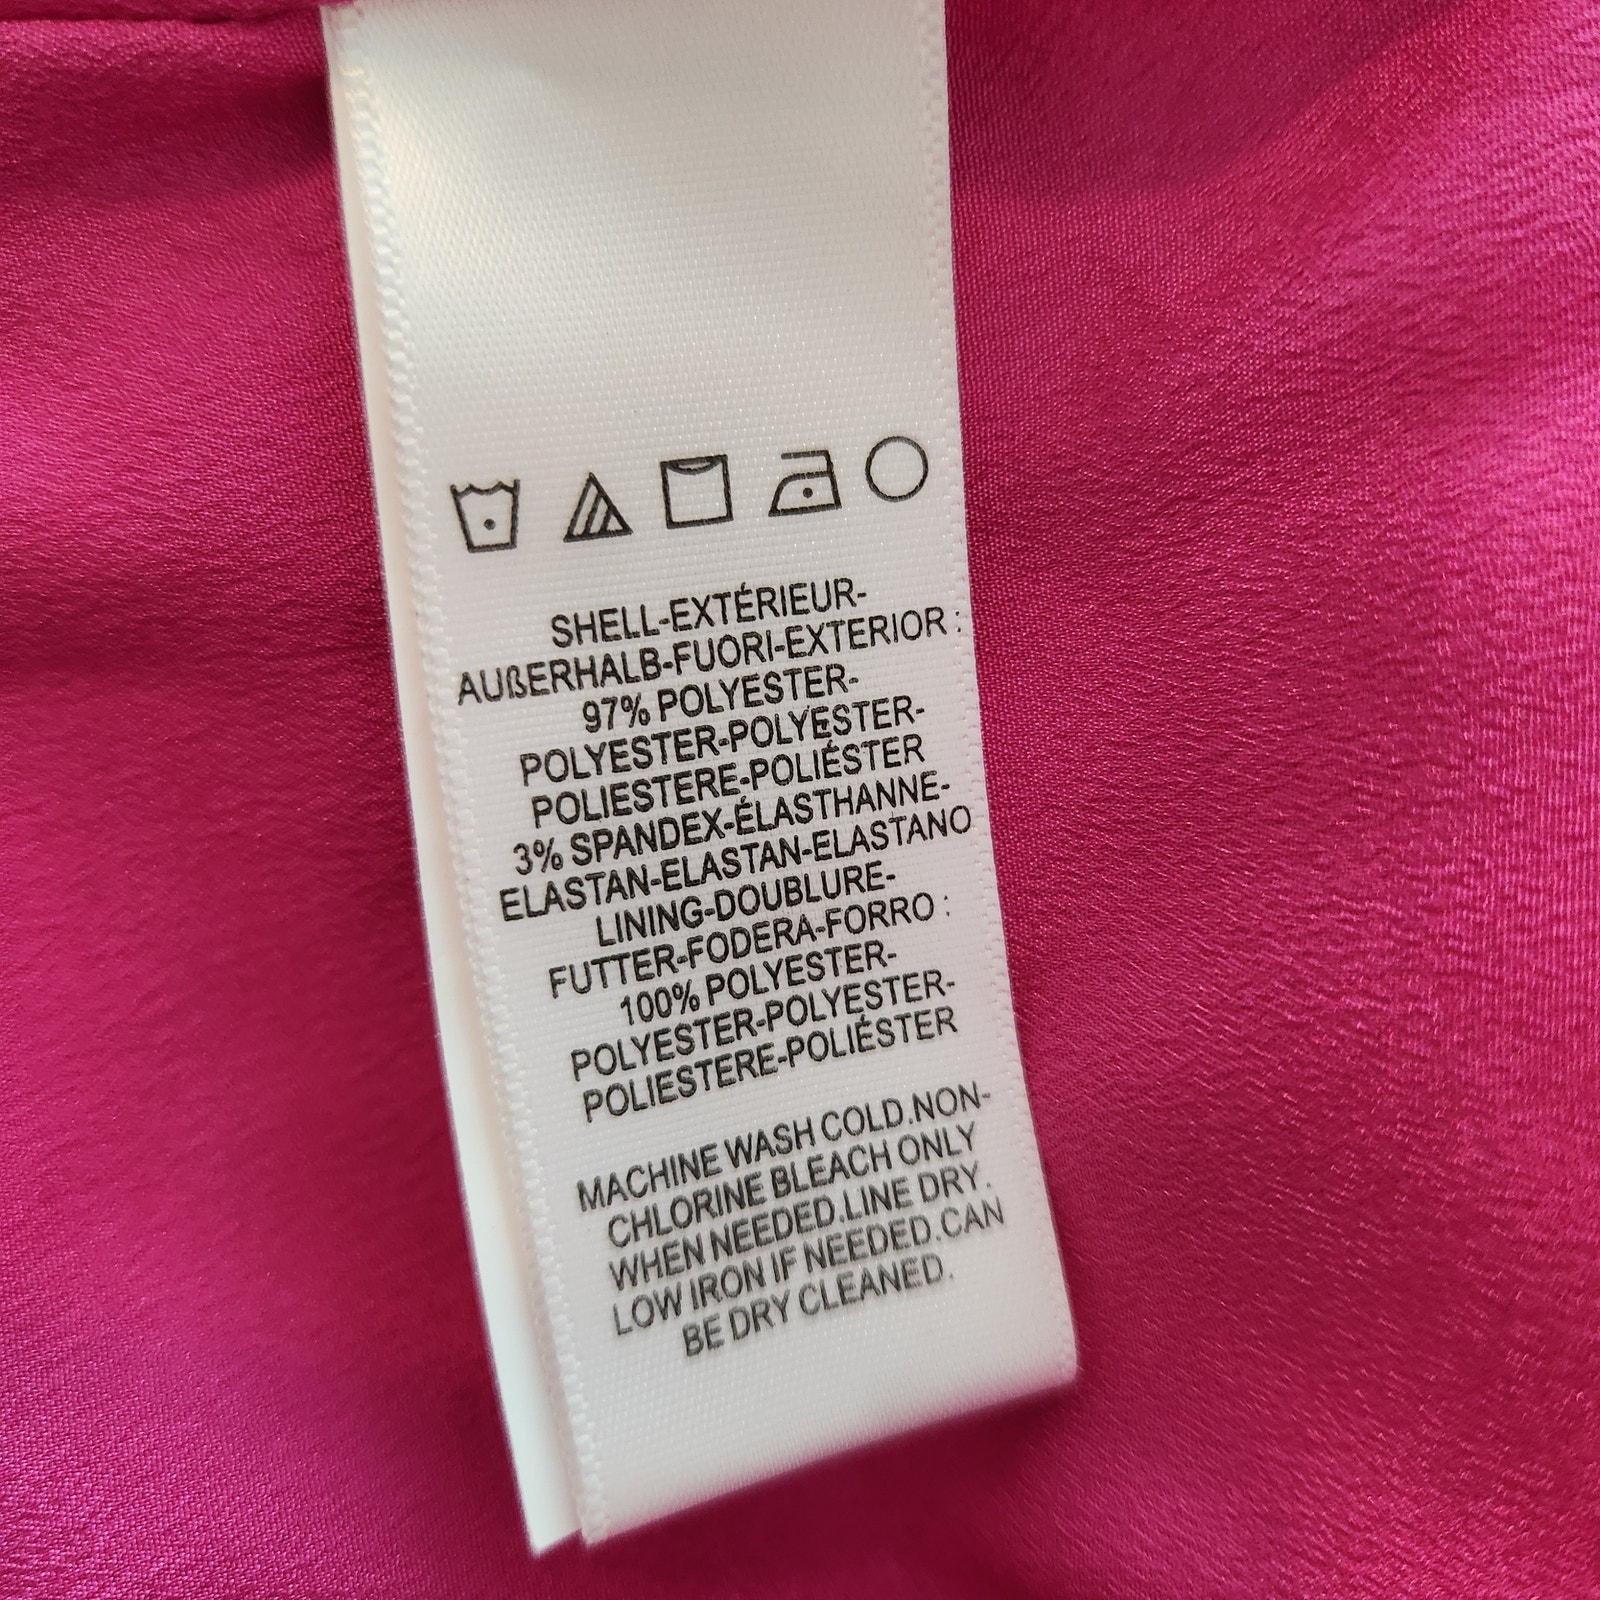 SHELL-EXTÉRIEUR-
AUßERHALB-FUORI-EXTERIOR :
97% POLYESTER-
POLYESTER-POLYESTER-
POLIESTERE-POLIÉSTER
3% SPANDEX-ÉLASTHANNE-
ELASTAN-ELASTAN-ELASTANO
LINING-DOUBLURE-
FUTTER-FODERA-FORRO :
100% POLYESTER-
POLYESTER-POLYESTER-
POLIESTERE-POLIÉSTER
MACHINE WASH COLD.NON-
CHLORINE BLEACH ONLY
WHEN NEEDED.LINE DRY.
LOW IRON IF NEEDED.CAN
BE DRY CLEANED.